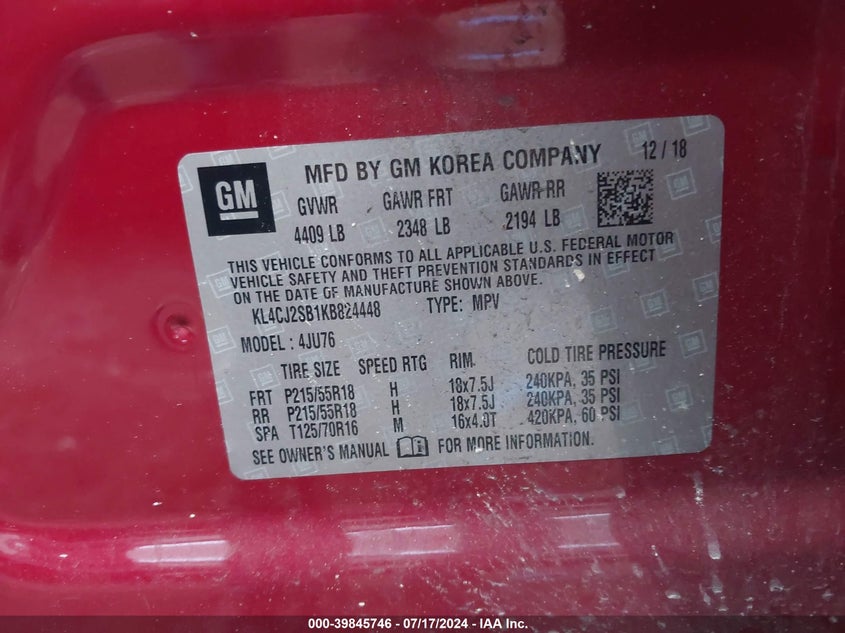 GM
MFD BY GM KOREA COMPANY 12 / 18
GVWR GAWR FRT GAWR RR
4409 LB 2348 LB 2194 LB
THIS VEHICLE CONFORMS TO ALL APPLICABLE U.S. FEDERAL MOTOR
VEHICLE SAFETY AND THEFT PREVENTION STANDARDS IN EFFECT
ON THE DATE OF MANUFACTURE SHOWN ABOVE.
KL4CJ2SB1KB824448 TYPE: MPV
MODEL : 4JU76
TIRE SIZE SPEED RTG RIM COLD TIRE PRESSURE
FRT P215/55R18 H 18x7.5J 240KPA, 35 PSI
RR P215/55R18 H 18x7.5J 240KPA, 35 PSI
SPA T125/70R16 M 16x4.0T 420KPA, 60 PSI
SEE OWNER'S MANUAL FOR MORE INFORMATION.
000-39845746 - 07/17/2024 - IAA Inc.